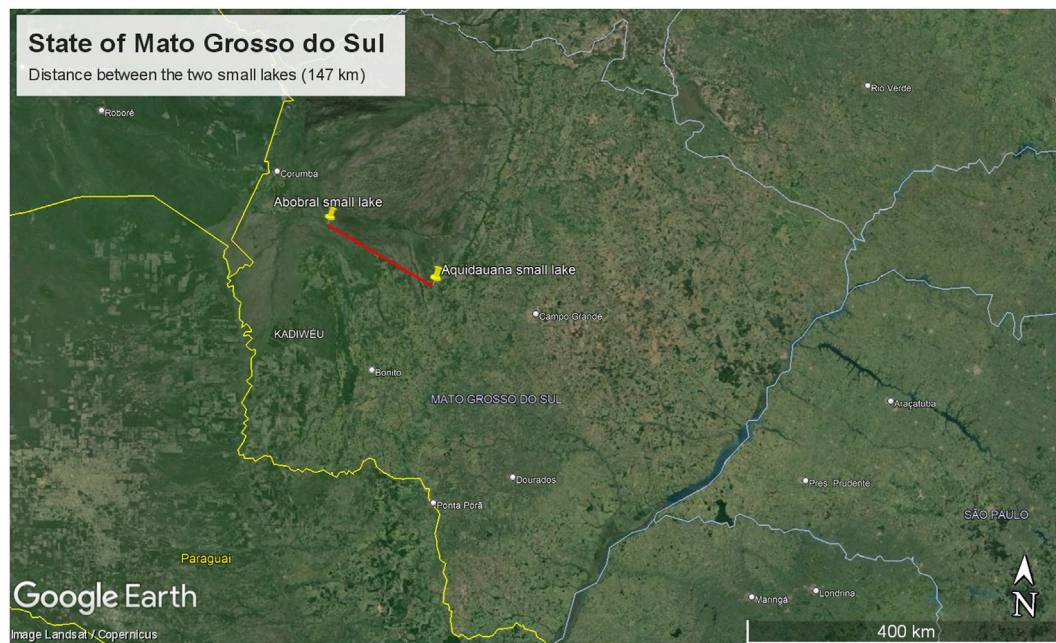 State of Mato Grosso do Sul
Distance between the two small lakes (147 km)
Rio Verde
Roboré
Corumbá
Abobral small lake
Aquidauana small lake
Campo Grande
KADIWÉU
Bonito
MATO GROSSO DO SUL
Araçatuba
Dourados
Pres. Prudente
Ponta Porã
SÃO PAULO
Paraguai
Google Earth
N
Maringá
Londrina
400 km
Image Landsat / Copernicus